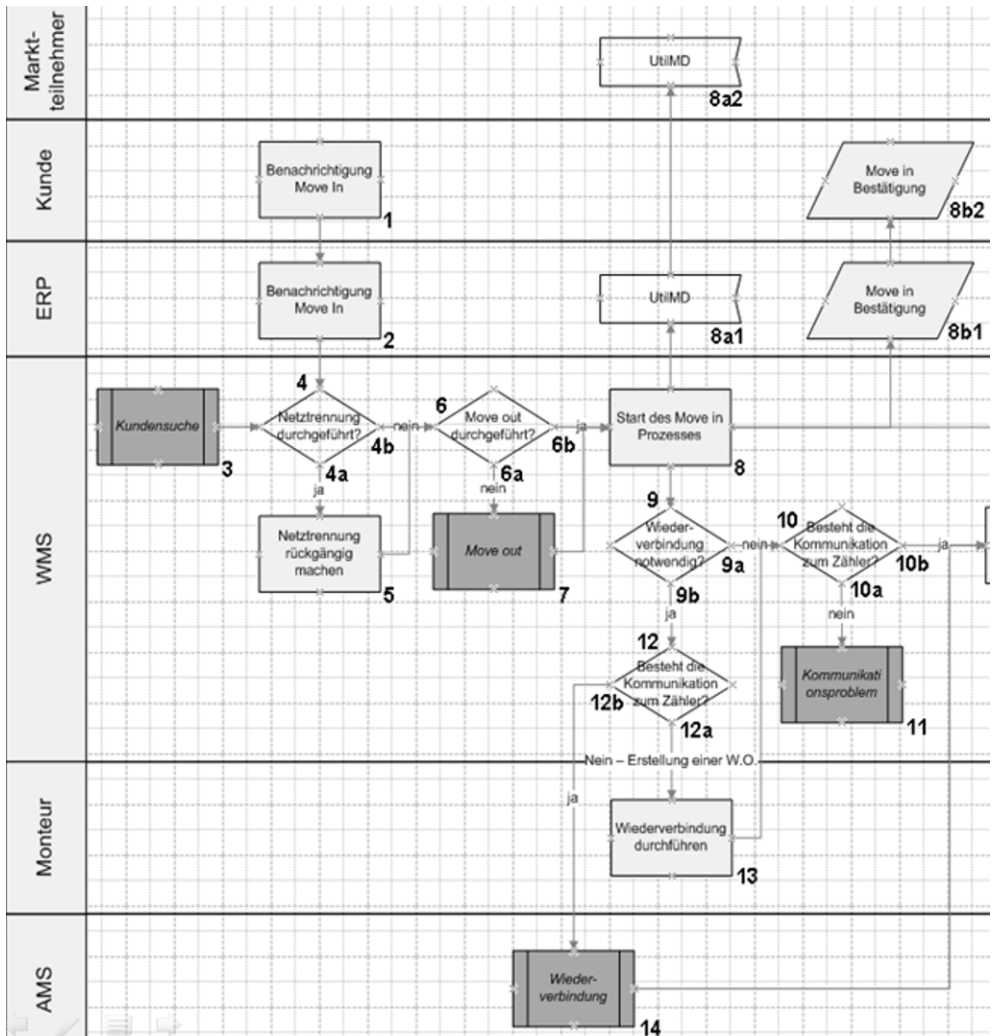 Markt-
teilnehmer
UtilMD
8a2
Kunde
Benachrichtigung
Move In
1
Move in
Bestätigung
8b2
ERP
Benachrichtigung
Move In
2
UtilMD
8a1
Move in
Bestätigung
8b1
WMS
Kundensuche
3
4
Netztrennung
durchgeführt?
nein
4b
4a
ja
Netztrennung
rückgängig
machen
5
6
Move out
durchgeführt?
ja
6b
6a
nein
Move out
7
Start des Move in
Prozesses
8
9
Wieder-
verbindung
notwendig?
nein
9a
9b
ja
10
Besteht die
Kommunikation
zum Zähler?
ja
10b
10a
nein
Kommunikati
onsproblem
11
12
Besteht die
Kommunikation
zum Zähler?
12b
12a
Nein – Erstellung einer W.O.
ja
Monteur
Wiederverbindung
durchführen
13
AMS
Wieder-
verbindung
14